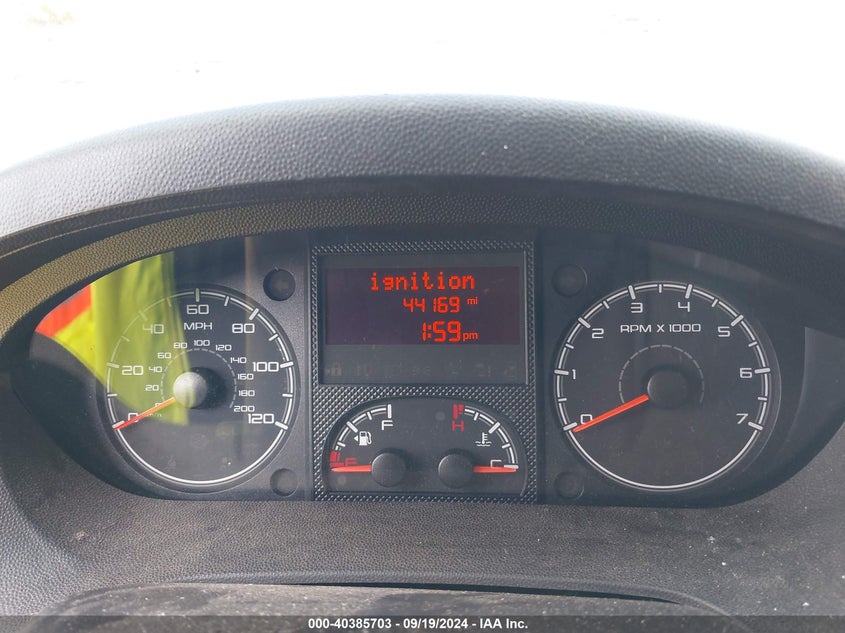 ignition
44169 mi
1:59 pm
0 20 40 60 80 100 120
MPH
20 40 60 80 100 120 140 160 180 200
0 1 2 3 4 5 6 7
RPM X 1000
E F
H C
000-40385703 - 09/19/2024 - IAA Inc.